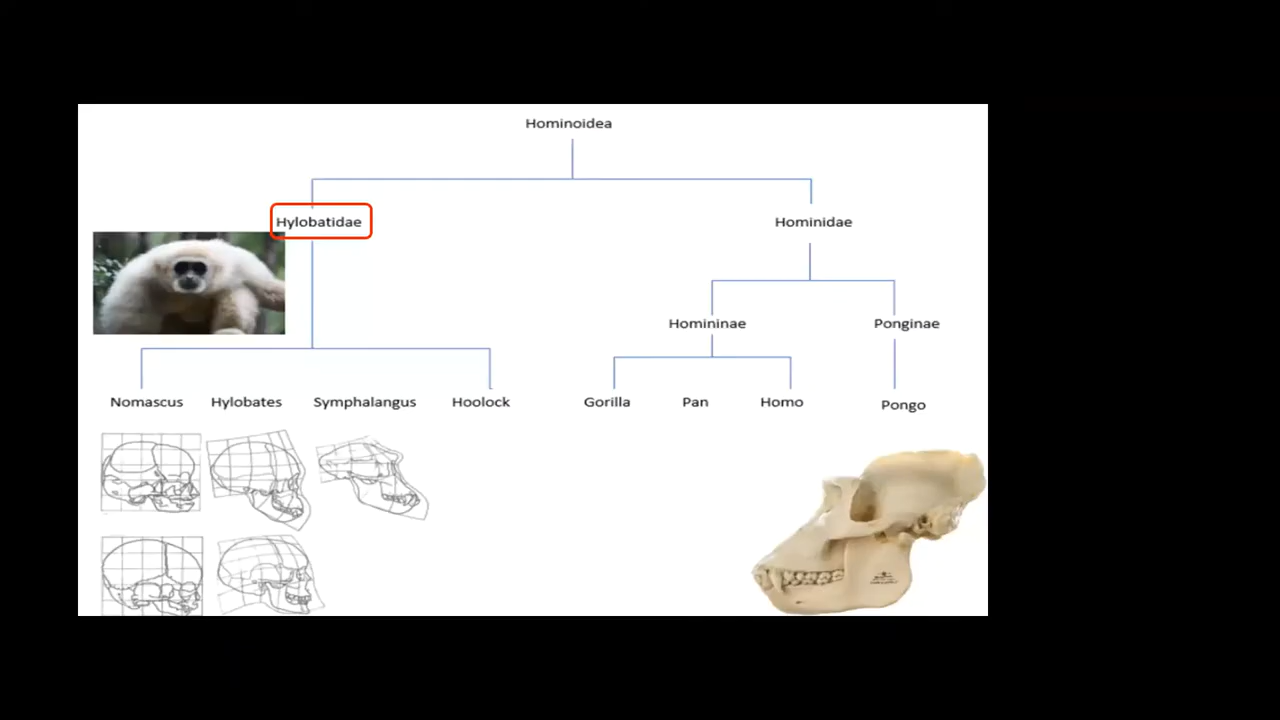 Hominoidea
Hylobatidae
Hominidae
Homininae
Ponginae
Nomascus
Hylobates
Symphalangus
Hoolock
Gorilla
Pan
Homo
Pongo